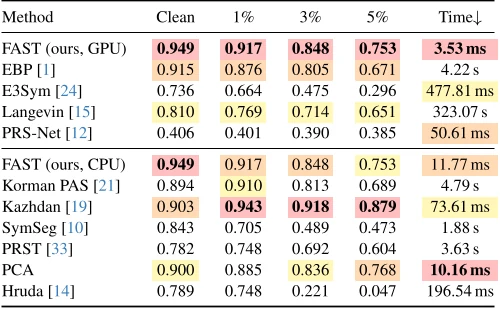 Method Clean 1% 3% 5% Time↓
FAST (ours, GPU) 0.949 0.917 0.848 0.753 3.53 ms
EBP [1] 0.915 0.876 0.805 0.671 4.22 s
E3Sym [24] 0.736 0.664 0.475 0.296 477.81 ms
Langevin [15] 0.810 0.769 0.714 0.651 323.07 s
PRS-Net [12] 0.406 0.401 0.390 0.385 50.61 ms
FAST (ours, CPU) 0.949 0.917 0.848 0.753 11.77 ms
Korman PAS [21] 0.894 0.910 0.813 0.689 4.79 s
Kazhdan [19] 0.903 0.943 0.918 0.879 73.61 ms
SymSeg [10] 0.843 0.705 0.489 0.473 1.88 s
PRST [33] 0.782 0.748 0.692 0.604 3.63 s
PCA 0.900 0.885 0.836 0.768 10.16 ms
Hruda [14] 0.789 0.748 0.221 0.047 196.54 ms